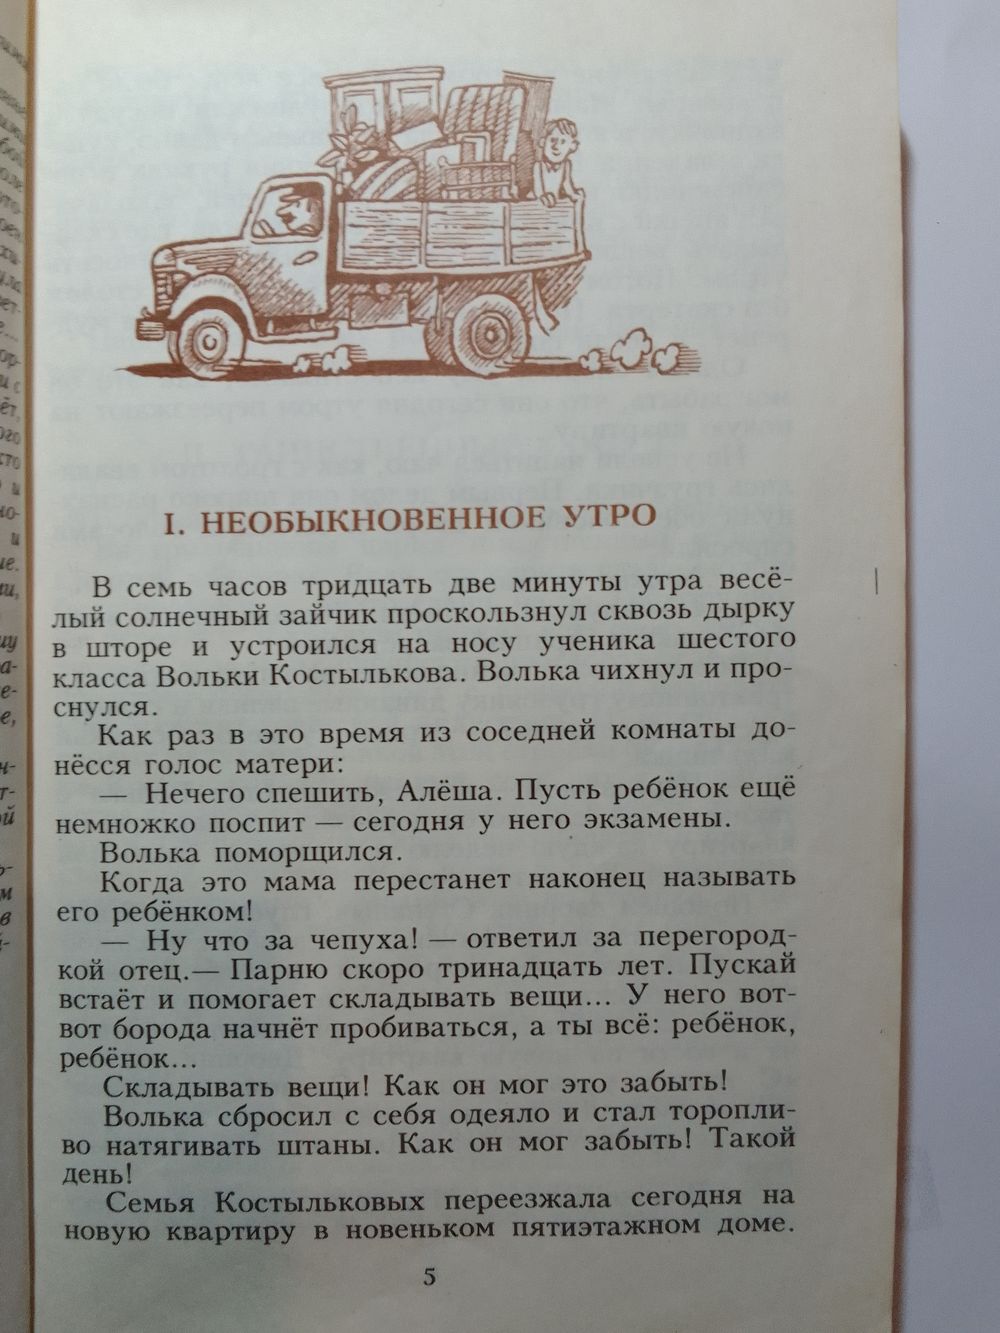 I. НЕОБЫКНОВЕННОЕ УТРО
В семь часов тридцать две минуты утра весё-
лый солнечный зайчик проскользнул сквозь дырку
в шторе и устроился на носу ученика шестого
класса Вольки Костылькова. Волька чихнул и про-
снулся.
Как раз в это время из соседней комнаты до-
нёсся голос матери:
— Нечего спешить, Алёша. Пусть ребёнок ещё
немножко поспит — сегодня у него экзамены.
Волька поморщился.
Когда это мама перестанет наконец называть
его ребёнком!
— Ну что за чепуха! — ответил за перегород-
кой отец.— Парню скоро тринадцать лет. Пускай
встаёт и помогает складывать вещи... У него вот-
вот борода начнёт пробиваться, а ты всё: ребёнок,
ребёнок...
Складывать вещи! Как он мог это забыть!
Волька сбросил с себя одеяло и стал торопли-
во натягивать штаны. Как он мог забыть! Такой
день!
Семья Костыльковых переезжала сегодня на
новую квартиру в новеньком пятиэтажном доме.
5